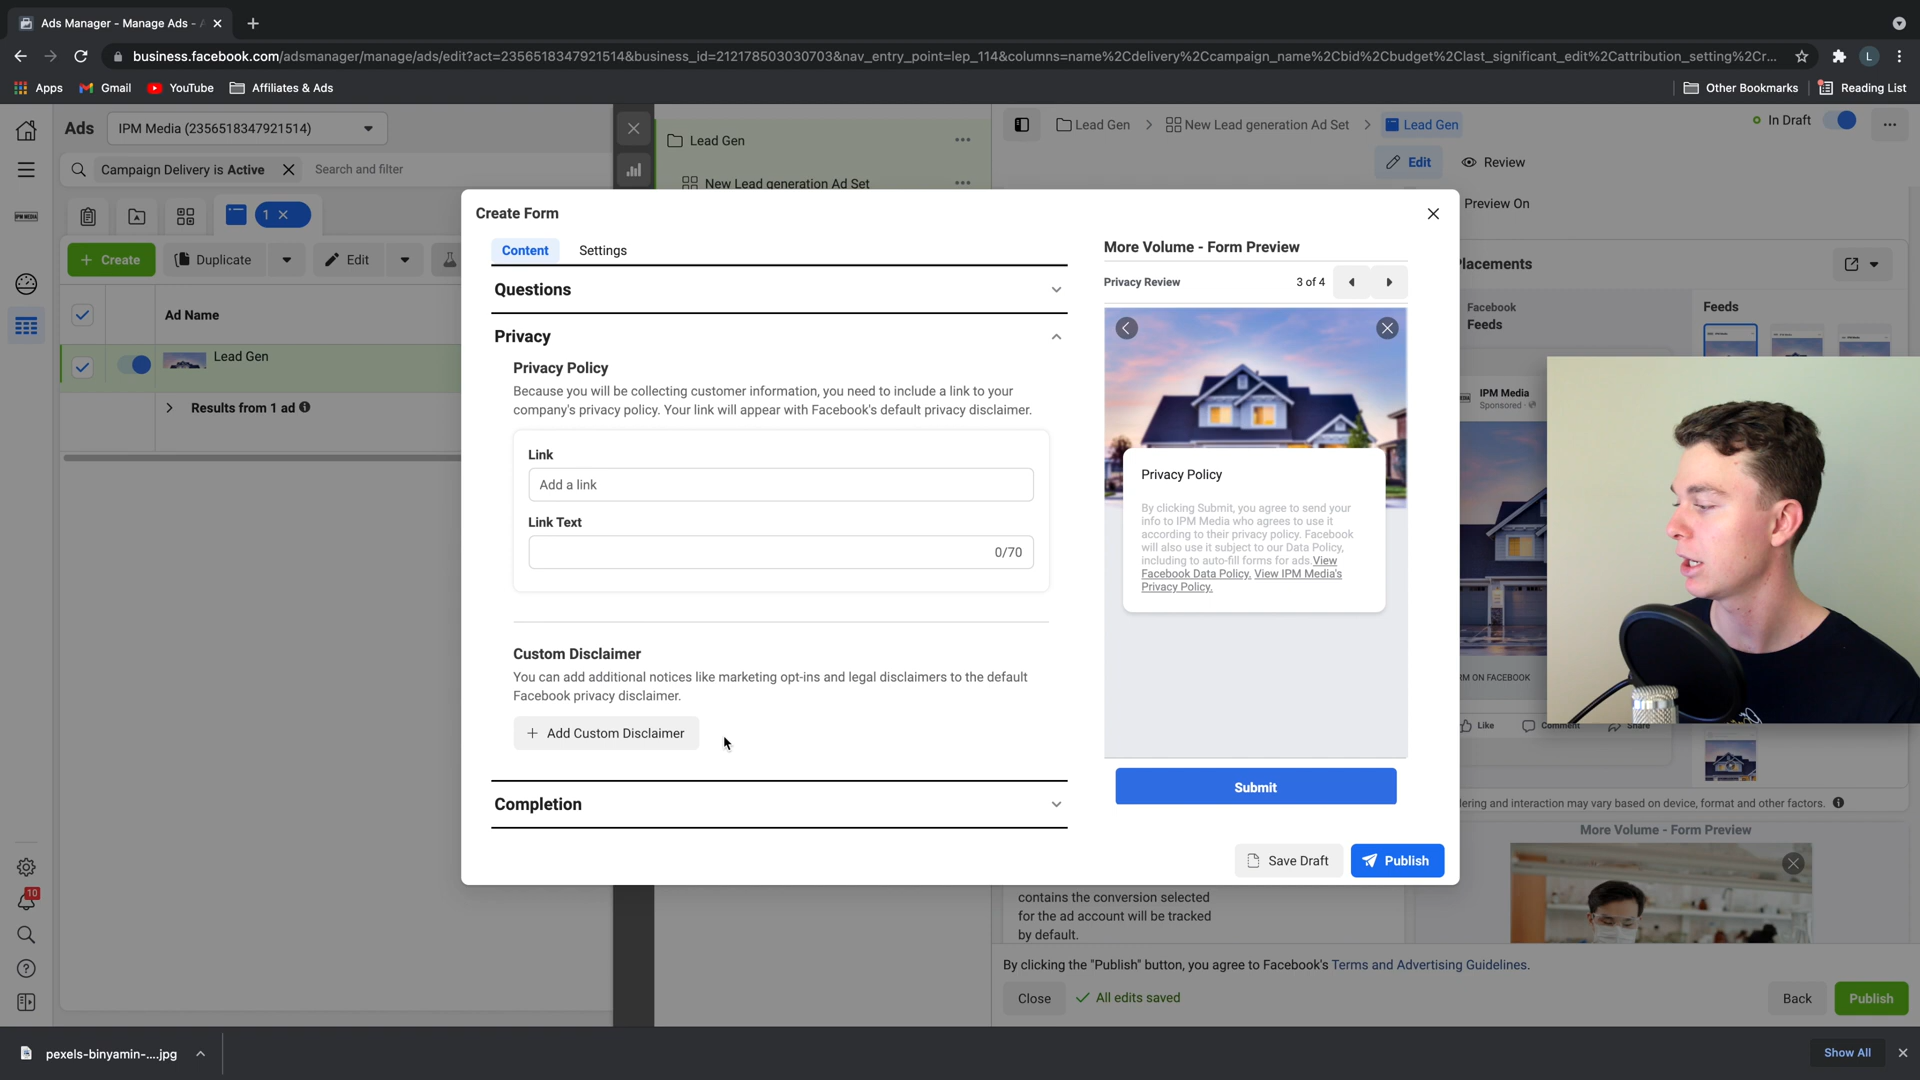 Ads Manager - Manage Ads -
business.facebook.com/adsmanager/manage/ads/edit?act=2356518347921514&business_id=212178503030703&nav_entry_point=lep_114&columns=name%2Cdelivery%2Ccampaign_name%2Cbid%2Cbudget%2Clast_significant_edit%2Cattribution_setting%2Cr...
L
Apps
Gmail
YouTube
Affiliates & Ads
Other Bookmarks
Reading List
Ads
IPM Media (2356518347921514)
Campaign Delivery is Active
Search and filter
1
Create
Duplicate
Edit
Ad Name
Lead Gen
Results from 1 ad
10
IPM MEDIA
Lead Gen
New Lead generation Ad Set
Lead Gen
New Lead generation Ad Set
Lead Gen
In Draft
Edit
Review
Preview On
Create Form
Content
Settings
Questions
Privacy
Privacy Policy
Because you will be collecting customer information, you need to include a link to your
company's privacy policy. Your link will appear with Facebook's default privacy disclaimer.
Link
Add a link
Link Text
0/70
Custom Disclaimer
You can add additional notices like marketing opt-ins and legal disclaimers to the default
Facebook privacy disclaimer.
Add Custom Disclaimer
Completion
More Volume - Form Preview
Privacy Review
3 of 4
Privacy Policy
By clicking Submit, you agree to send your
info to IPM Media who agrees to use it
according to their privacy policy. Facebook
will also use it subject to our Data Policy,
including to auto-fill forms for ads. View
Facebook Data Policy. View IPM Media's
Privacy Policy.
Submit
Save Draft
Publish
Placements
Facebook
Feeds
Feeds
IPM Media
Sponsored
RM ON FACEBOOK
Like
Comment
Share
dering and interaction may vary based on device, format and other factors.
More Volume - Form Preview
contains the conversion selected
for the ad account will be tracked
by default.
By clicking the "Publish" button, you agree to Facebook's Terms and Advertising Guidelines.
Close
All edits saved
Back
Publish
pexels-binyamin-....jpg
Show All